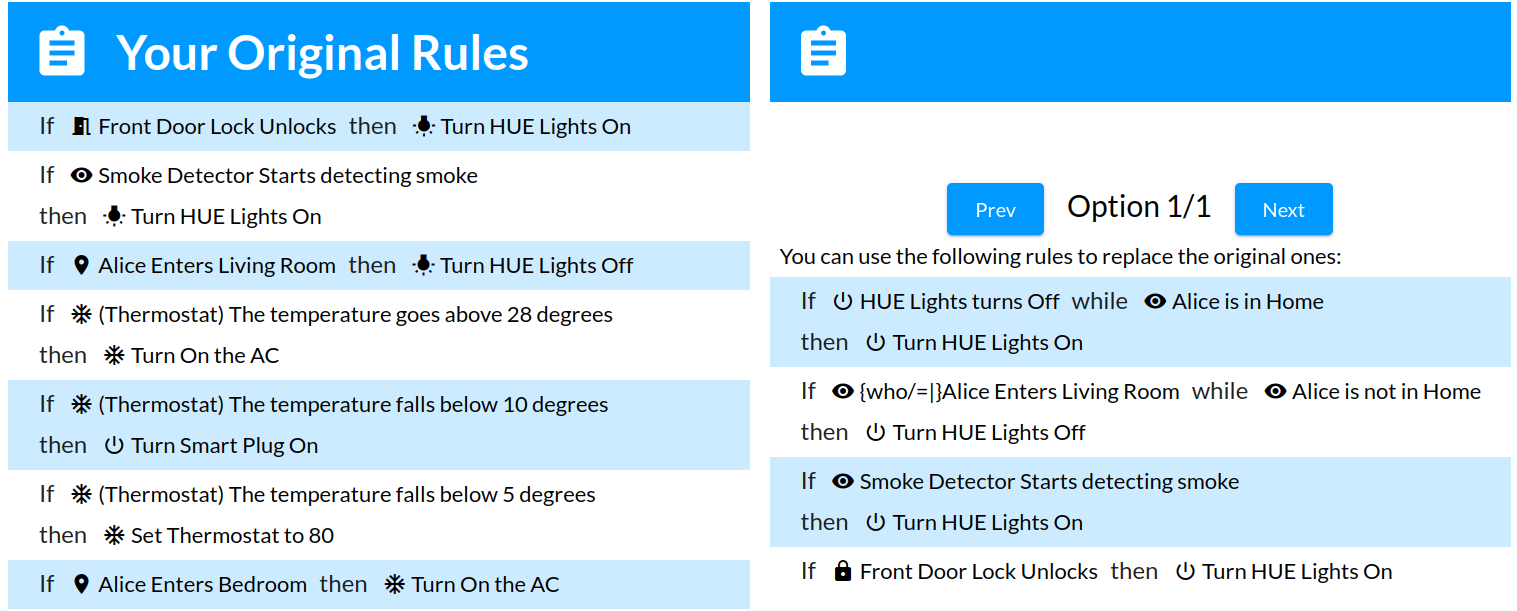 Your Original Rules
If Front Door Lock Unlocks then Turn HUE Lights On
If Smoke Detector Starts detecting smoke
then Turn HUE Lights On
If Alice Enters Living Room then Turn HUE Lights Off
If (Thermostat) The temperature goes above 28 degrees
then Turn On the AC
If (Thermostat) The temperature falls below 10 degrees
then Turn Smart Plug On
If (Thermostat) The temperature falls below 5 degrees
then Set Thermostat to 80
If Alice Enters Bedroom then Turn On the AC
Prev Option 1/1 Next
You can use the following rules to replace the original ones:
If HUE Lights turns Off while Alice is in Home
then Turn HUE Lights On
If {who/=|}Alice Enters Living Room while Alice is not in Home
then Turn HUE Lights Off
If Smoke Detector Starts detecting smoke
then Turn HUE Lights On
If Front Door Lock Unlocks then Turn HUE Lights On